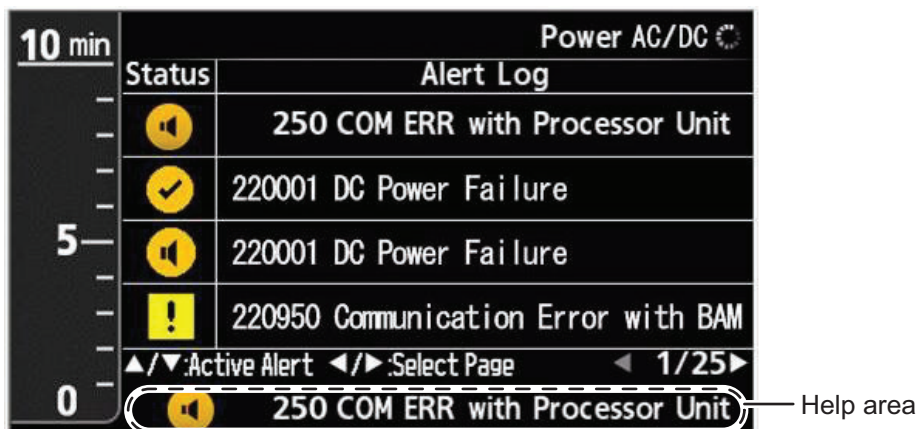 10 min
Power AC/DC
Status Alert Log
250 COM ERR with Processor Unit
220001 DC Power Failure
5
220001 DC Power Failure
220950 Communication Error with BAM
▲/▼:Active Alert ◀/▶:Select Page ◀ 1/25▶
0
250 COM ERR with Processor Unit
Help area